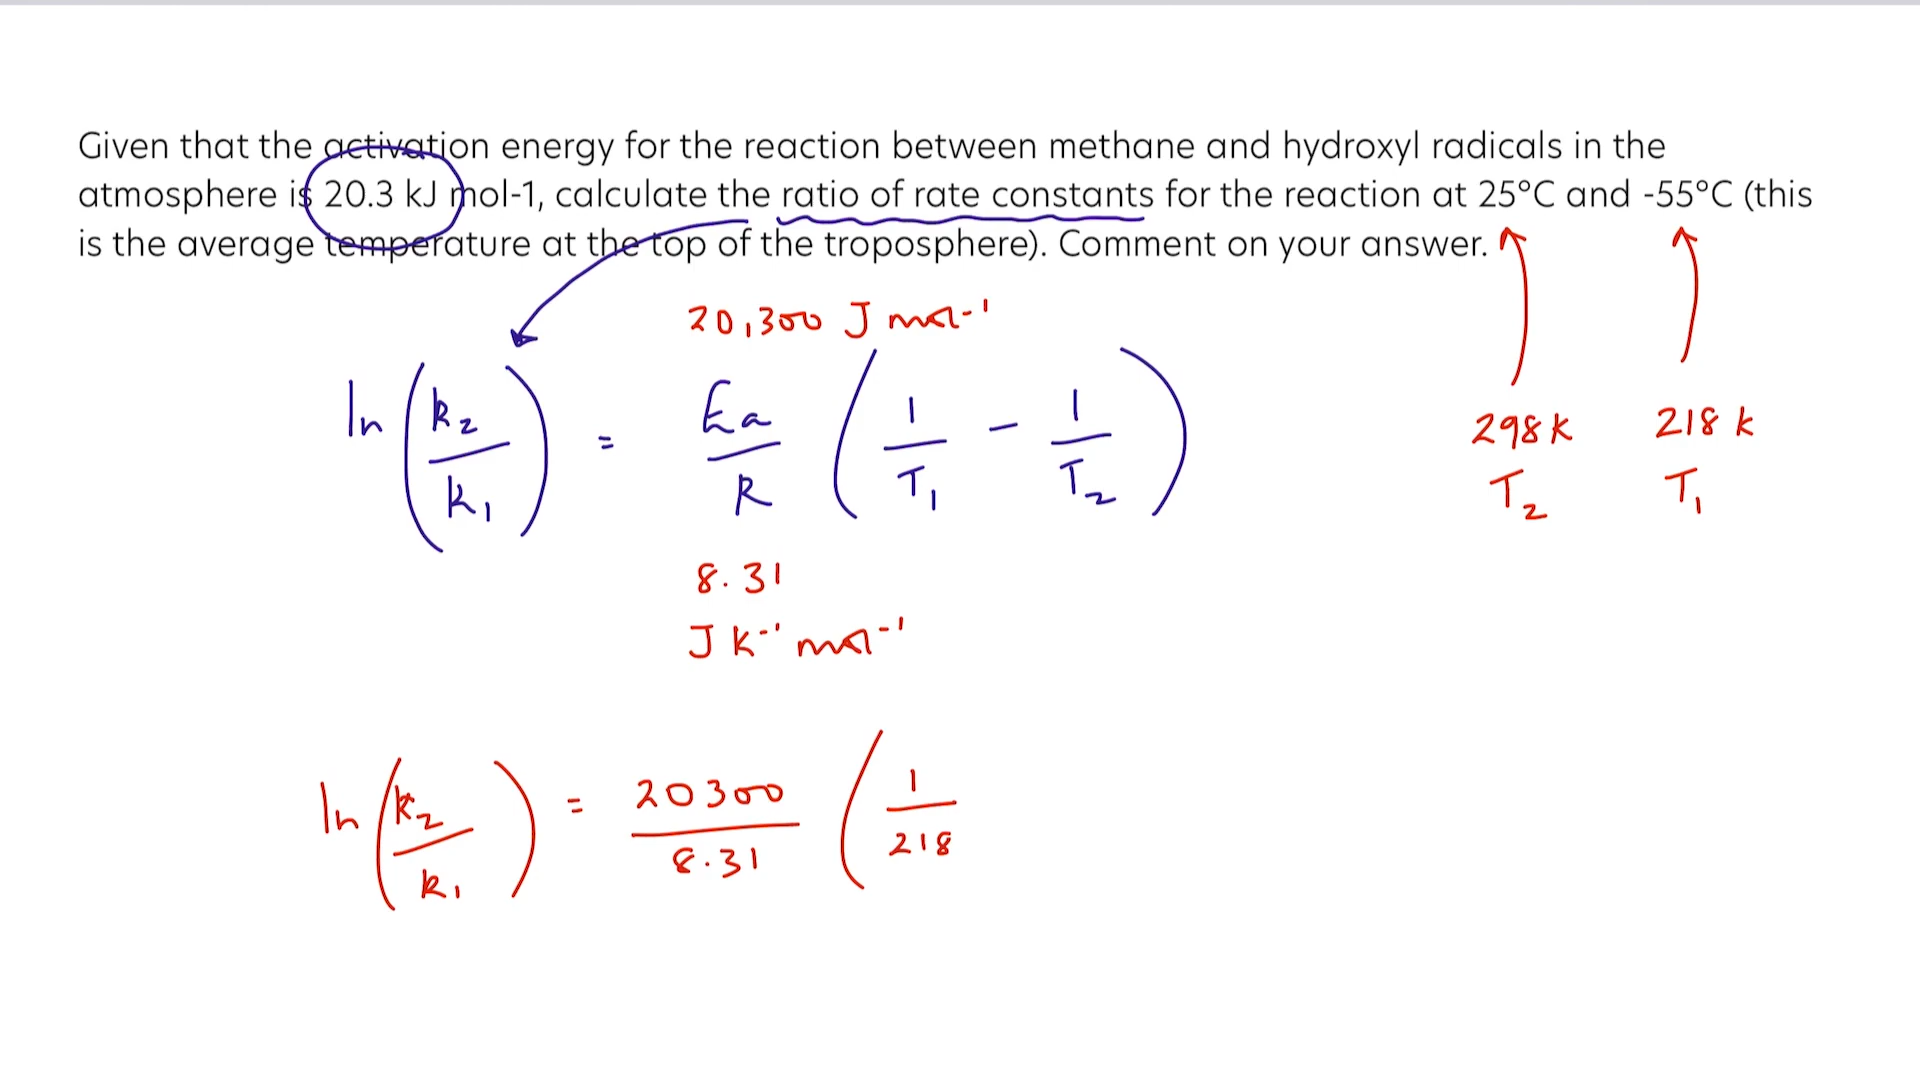 Given that the activation energy for the reaction between methane and hydroxyl radicals in the
atmosphere is 20.3 kJ mol-1, calculate the ratio of rate constants for the reaction at 25°C and -55°C (this
is the average temperature at the top of the troposphere). Comment on your answer.
20,300 J mol⁻¹
ln (k₂/k₁) = Ea/R (1/T₁ - 1/T₂)
298 K 218 K
T₂ T₁
8.31
J K⁻¹ mol⁻¹
ln (k₂/k₁) = 20300/8.31 (1/218